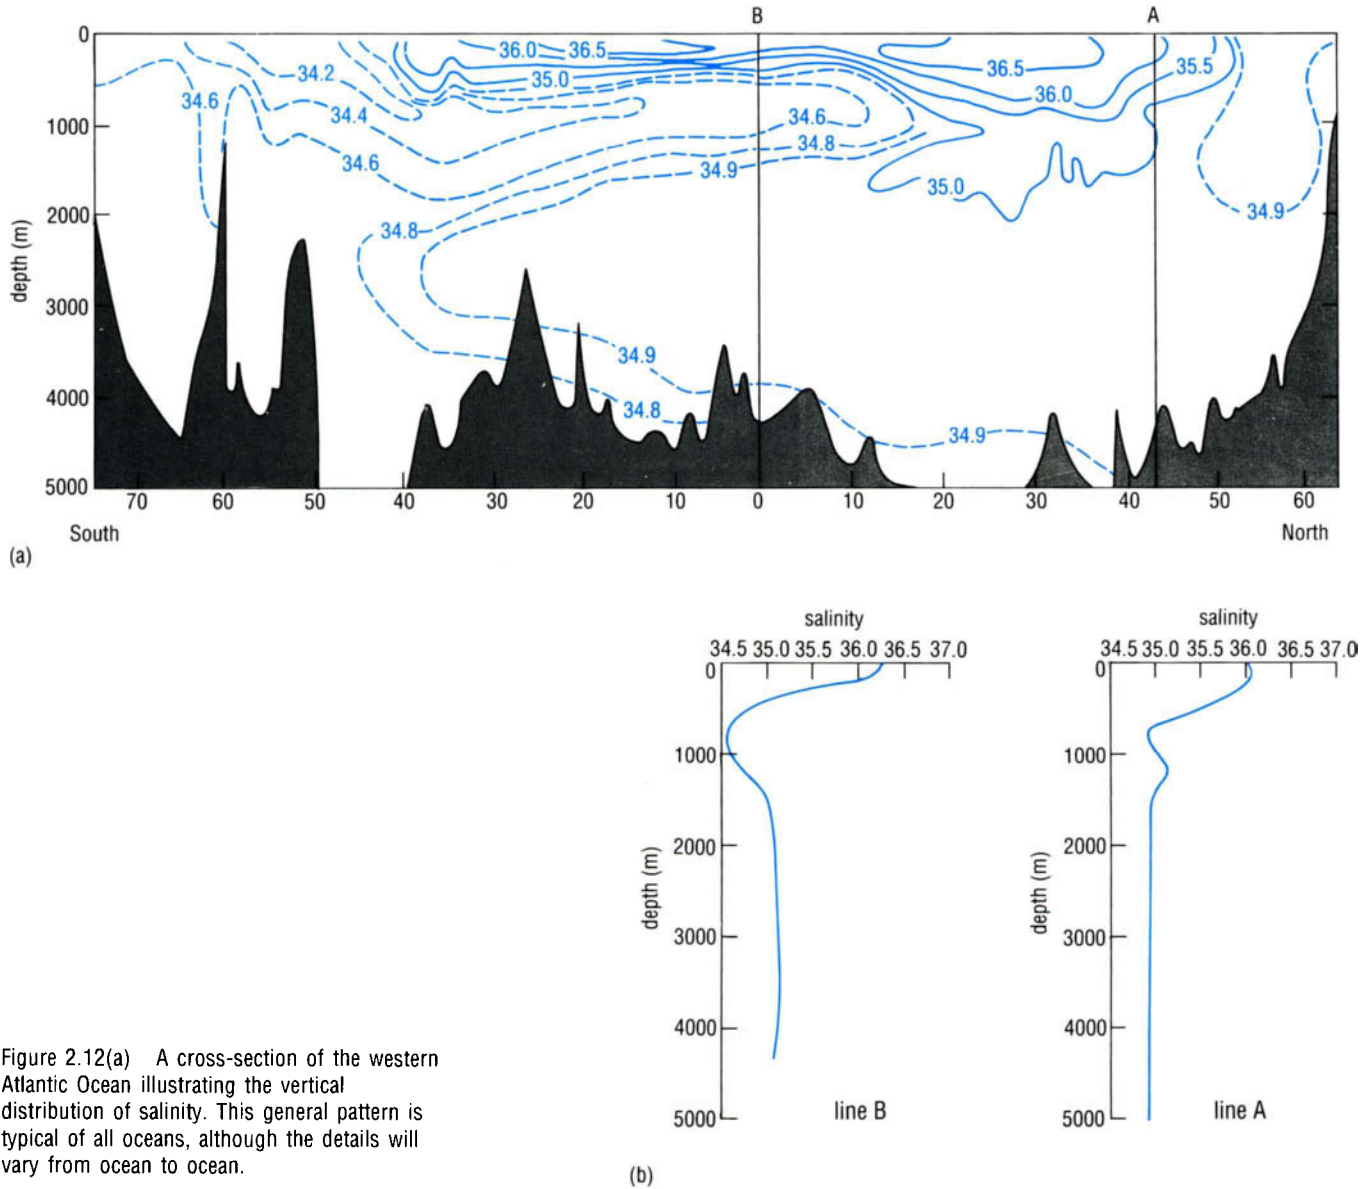 B A
0
36.0 36.5
36.5
35.5
34.2
35.0
36.0
34.6
34.4
34.6
1000
34.8
34.6
34.9
35.0
2000
34.8
34.9
depth (m)
3000
34.9
4000
34.8
34.9
5000
70 60 50 40 30 20 10 0 10 20 30 40 50 60
South North
(a)
salinity
34.5 35.0 35.5 36.0 36.5 37.0
0
1000
2000
depth (m)
3000
4000
5000
line B
salinity
34.5 35.0 35.5 36.0 36.5 37.0
0
1000
2000
depth (m)
3000
4000
5000
line A
(b)
Figure 2.12(a) A cross-section of the western
Atlantic Ocean illustrating the vertical
distribution of salinity. This general pattern is
typical of all oceans, although the details will
vary from ocean to ocean.